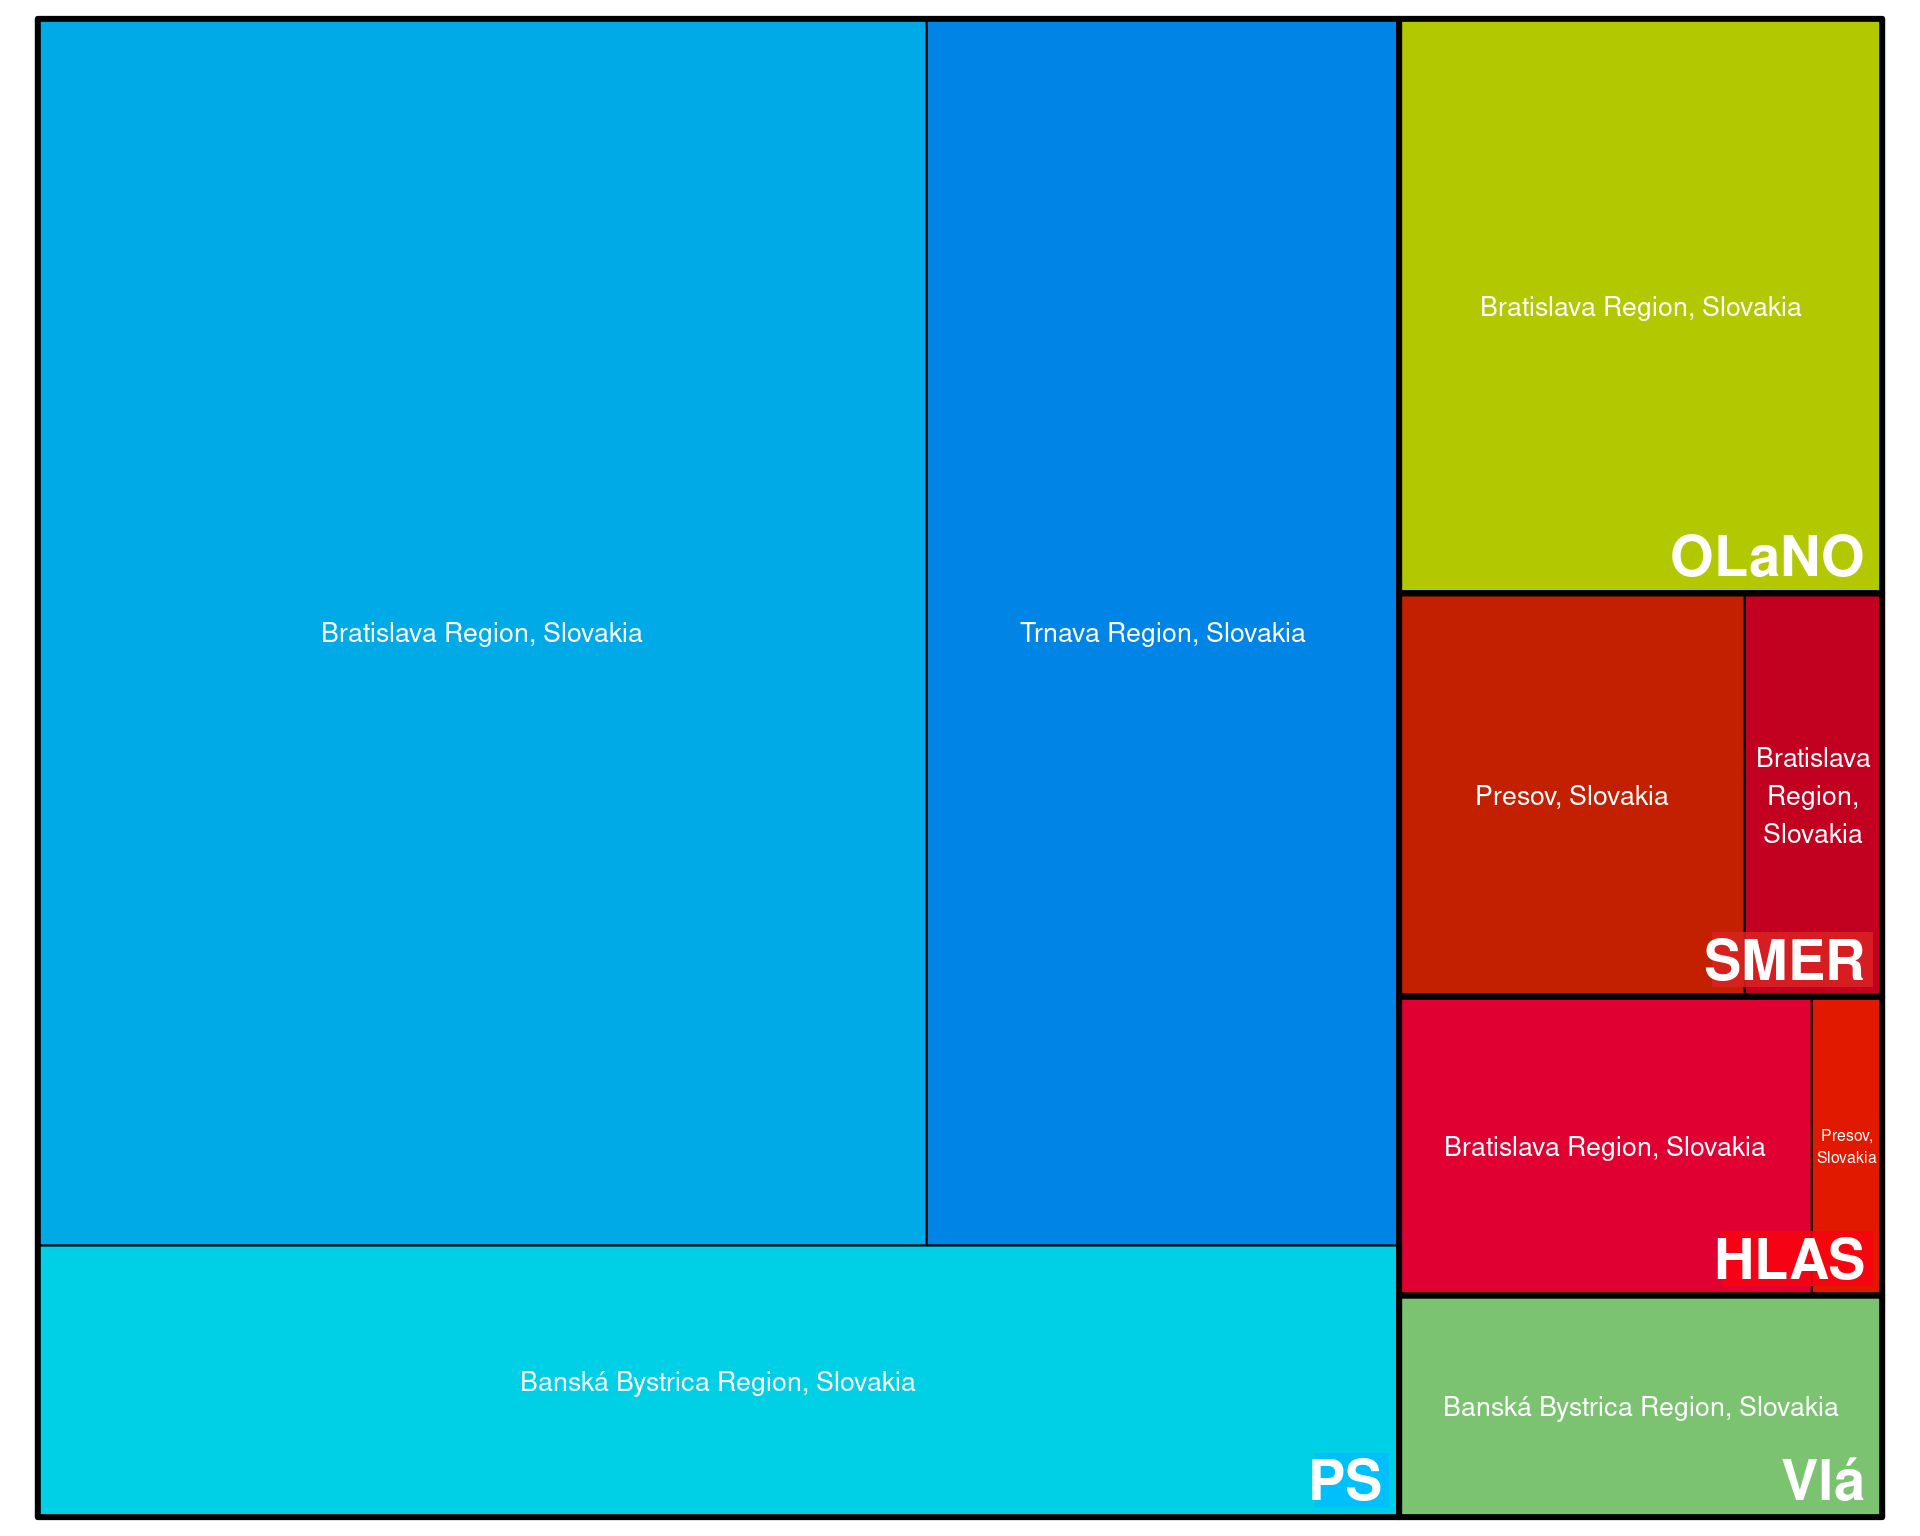 Bratislava Region, Slovakia
Trnava Region, Slovakia
Banská Bystrica Region, Slovakia
PS
Bratislava Region, Slovakia
OLaNO
Presov, Slovakia
Bratislava
Region,
Slovakia
SMER
Bratislava Region, Slovakia
Presov,
Slovakia
HLAS
Banská Bystrica Region, Slovakia
Vlá